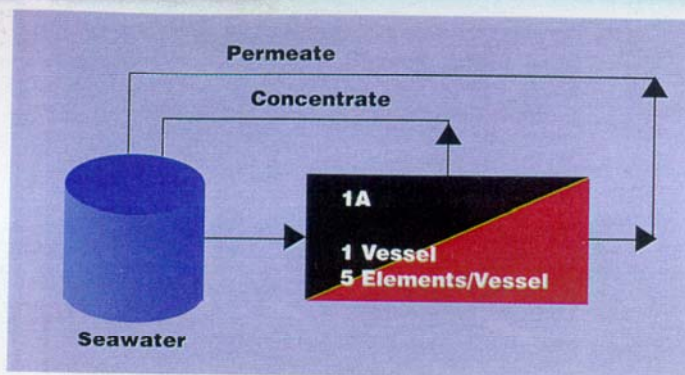 Permeate
Concentrate
1A
1 Vessel
5 Elements/Vessel
Seawater